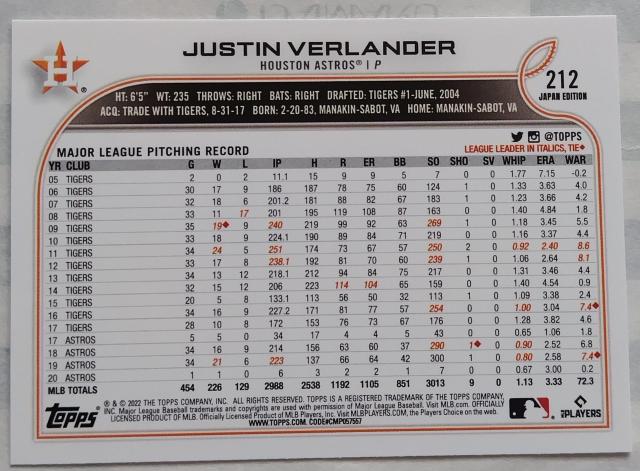 JUSTIN VERLANDER
HOUSTON ASTROS® | P
212
JAPAN EDITION
HT: 6'5" WT: 235 THROWS: RIGHT BATS: RIGHT DRAFTED: TIGERS #1-JUNE, 2004
ACQ: TRADE WITH TIGERS, 8-31-17 BORN: 2-20-83, MANAKIN-SABOT, VA HOME: MANAKIN-SABOT, VA
@TOPPS
MAJOR LEAGUE PITCHING RECORD LEAGUE LEADER IN ITALICS, TIE◆
YR CLUB G W L IP H R ER BB SO SHO SV WHIP ERA WAR
05 TIGERS 2 0 2 11.1 15 9 9 5 7 0 0 1.77 7.15 -0.2
06 TIGERS 30 17 9 186 187 78 75 60 124 1 0 1.33 3.63 4.0
07 TIGERS 32 18 6 201.2 181 88 82 67 183 1 0 1.23 3.66 4.2
08 TIGERS 33 11 17 201 195 119 108 87 163 0 0 1.40 4.84 1.8
09 TIGERS 35 19◆ 9 240 219 99 92 63 269 1 0 1.18 3.45 5.5
10 TIGERS 33 18 9 224.1 190 89 84 71 219 0 0 1.16 3.37 4.4
11 TIGERS 34 24 5 251 174 73 67 57 250 2 0 0.92 2.40 8.6
12 TIGERS 33 17 8 238.1 192 81 70 60 239 1 0 1.06 2.64 8.1
13 TIGERS 34 13 12 218.1 212 94 84 75 217 0 0 1.31 3.46 4.4
14 TIGERS 32 15 12 206 223 114 104 65 159 0 0 1.40 4.54 0.9
15 TIGERS 20 5 8 133.1 113 56 50 32 113 1 0 1.09 3.38 2.4
16 TIGERS 34 16 9 227.2 171 81 77 57 254 0 0 1.00 3.04 7.4◆
17 TIGERS 28 10 8 172 153 76 73 67 176 0 0 1.28 3.82 4.6
17 ASTROS 5 5 0 34 17 4 4 5 43 0 0 0.65 1.06 1.8
18 ASTROS 34 16 9 214 156 63 60 37 290 1◆ 0 0.90 2.52 6.8
19 ASTROS 34 21 6 223 137 66 64 42 300 1 0 0.80 2.58 7.4◆
20 ASTROS 1 1 0 6 3 2 2 1 7 0 0 0.67 3.00 0.2
MLB TOTALS 454 226 129 2988 2538 1192 1105 851 3013 9 0 1.13 3.33 72.3
Topps
® & © 2022 THE TOPPS COMPANY, INC. ALL RIGHTS RESERVED. TOPPS IS A REGISTERED TRADEMARK OF THE TOPPS COMPANY,
INC. Major League Baseball trademarks and copyrights are used with permission of Major League Baseball. Visit MLB.com. OFFICIALLY
LICENSED PRODUCT OF MLB. Officially Licensed Product of MLB Players, Inc. Visit MLBPLAYERS.com, the Players Choice on the web.
WWW.TOPPS.COM. CODE#CMP057557
PLAYERS